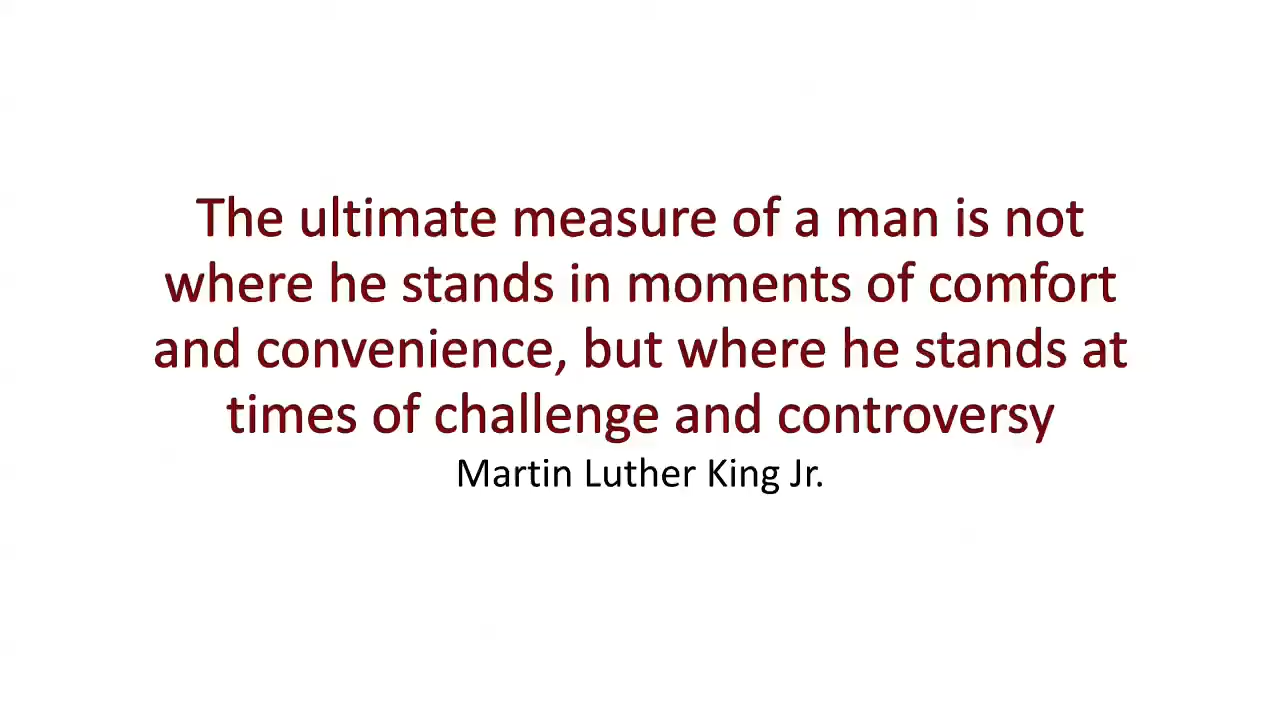 The ultimate measure of a man is not
where he stands in moments of comfort
and convenience, but where he stands at
times of challenge and controversy
Martin Luther King Jr.